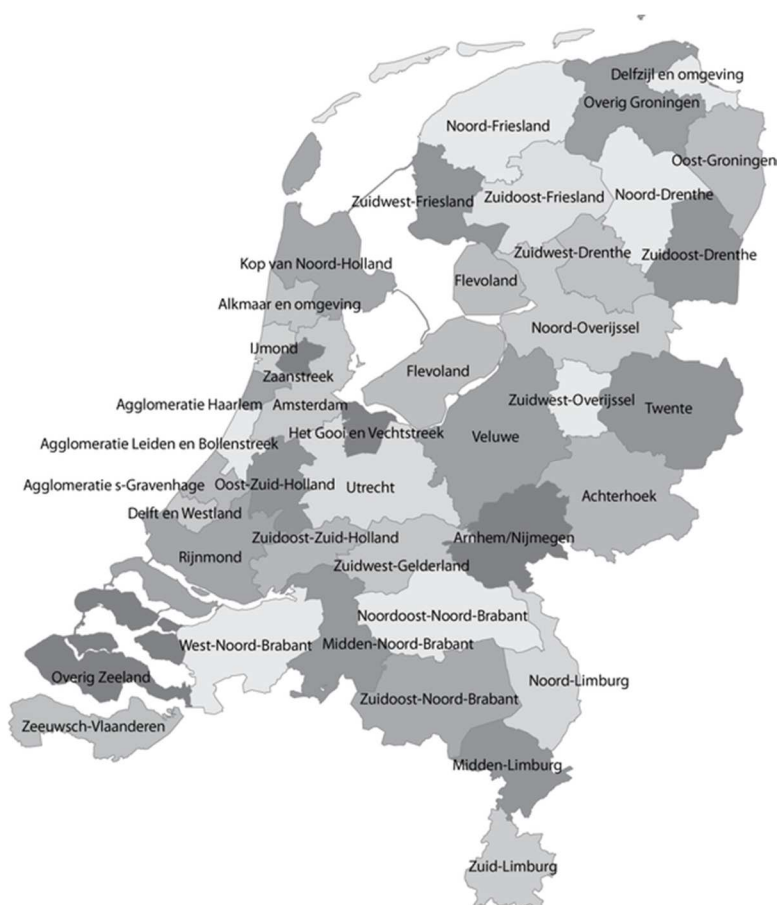 Delfzijl en omgeving
Overig Groningen
Noord-Friesland
Oost-Groningen
Zuidwest-Friesland
Zuidoost-Friesland
Noord-Drenthe
Zuidwest-Drenthe
Zuidoost-Drenthe
Kop van Noord-Holland
Flevoland
Alkmaar en omgeving
Noord-Overijssel
IJmond
Zaanstreek
Flevoland
Agglomeratie Haarlem
Amsterdam
Zuidwest-Overijssel
Twente
Het Gooi en Vechtstreek
Veluwe
Agglomeratie Leiden en Bollenstreek
Agglomeratie s-Gravenhage
Oost-Zuid-Holland
Utrecht
Achterhoek
Delft en Westland
Zuidoost-Zuid-Holland
Arnhem/Nijmegen
Rijnmond
Zuidwest-Gelderland
Noordoost-Noord-Brabant
West-Noord-Brabant
Midden-Noord-Brabant
Overig Zeeland
Noord-Limburg
Zuidoost-Noord-Brabant
Zeeuwsch-Vlaanderen
Midden-Limburg
Zuid-Limburg